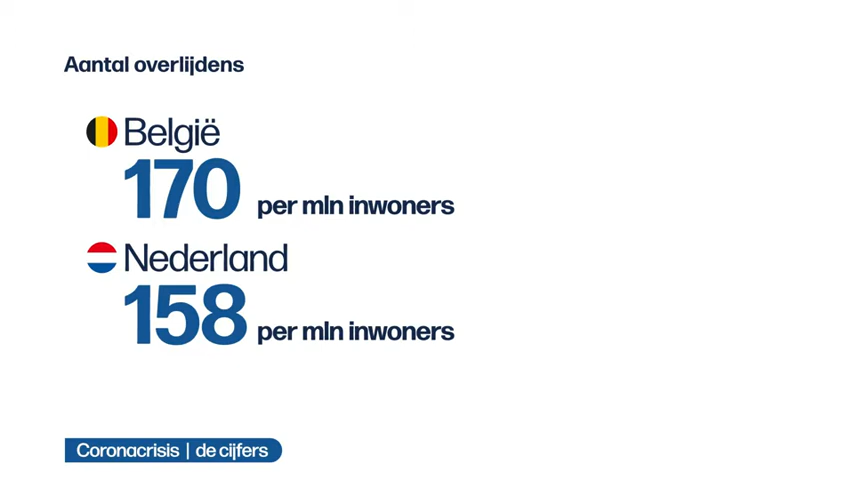 Aantal overlijdens
België
170 per mln inwoners
Nederland
158 per mln inwoners
Coronacrisis | de cijfers